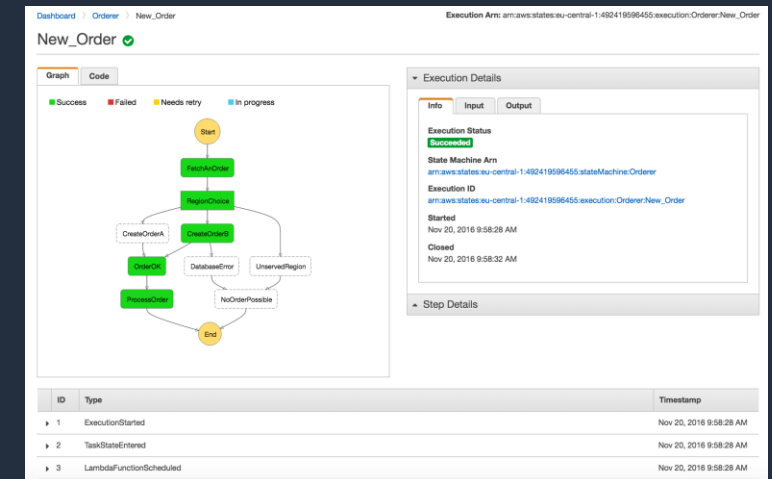 Dashboard > Orderer > New_Order
Execution Arn: arn:aws:states:eu-central-1:492419596455:execution:Orderer:New_Order
New_Order
Graph Code
Success Failed Needs retry In progress
Start
FetchAnOrder
RegionChoice
CreateOrderA CreateOrderB
OrderOK DatabaseError UnservedRegion
ProcessOrder NoOrderPossible
End
Execution Details
Info Input Output
Execution Status
Succeeded
State Machine Arn
arn:aws:states:eu-central-1:492419596455:stateMachine:Orderer
Execution ID
arn:aws:states:eu-central-1:492419596455:execution:Orderer:New_Order
Started
Nov 20, 2016 9:58:28 AM
Closed
Nov 20, 2016 9:58:32 AM
Step Details
ID Type Timestamp
1 ExecutionStarted Nov 20, 2016 9:58:28 AM
2 TaskStateEntered Nov 20, 2016 9:58:28 AM
3 LambdaFunctionScheduled Nov 20, 2016 9:58:28 AM